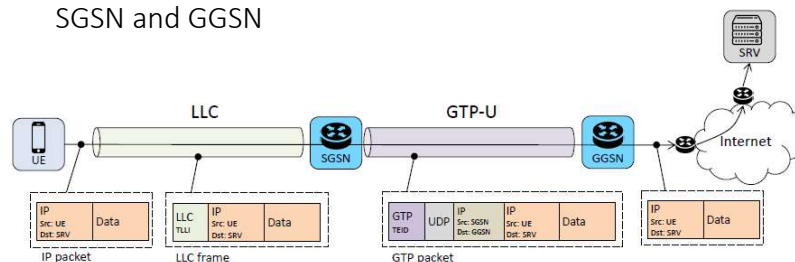 SGSN and GGSN
SRV
LLC
GTP-U
UE
SGSN
GGSN
Internet
IP
Src: UE
Dst: SRV
Data
IP packet
LLC
TLLI
IP
Src: UE
Dst: SRV
Data
LLC frame
GTP
TEID
UDP
IP
Src: SGSN
Dst: GGSN
IP
Src: UE
Dst: SRV
Data
GTP packet
IP
Src: UE
Dst: SRV
Data